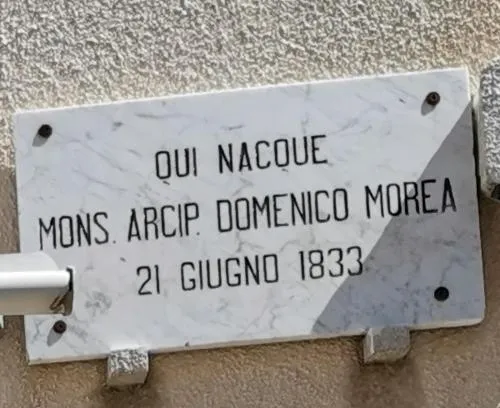 QUI NACQUE
MONS. ARCIP. DOMENICO MOREA
21 GIUGNO 1833